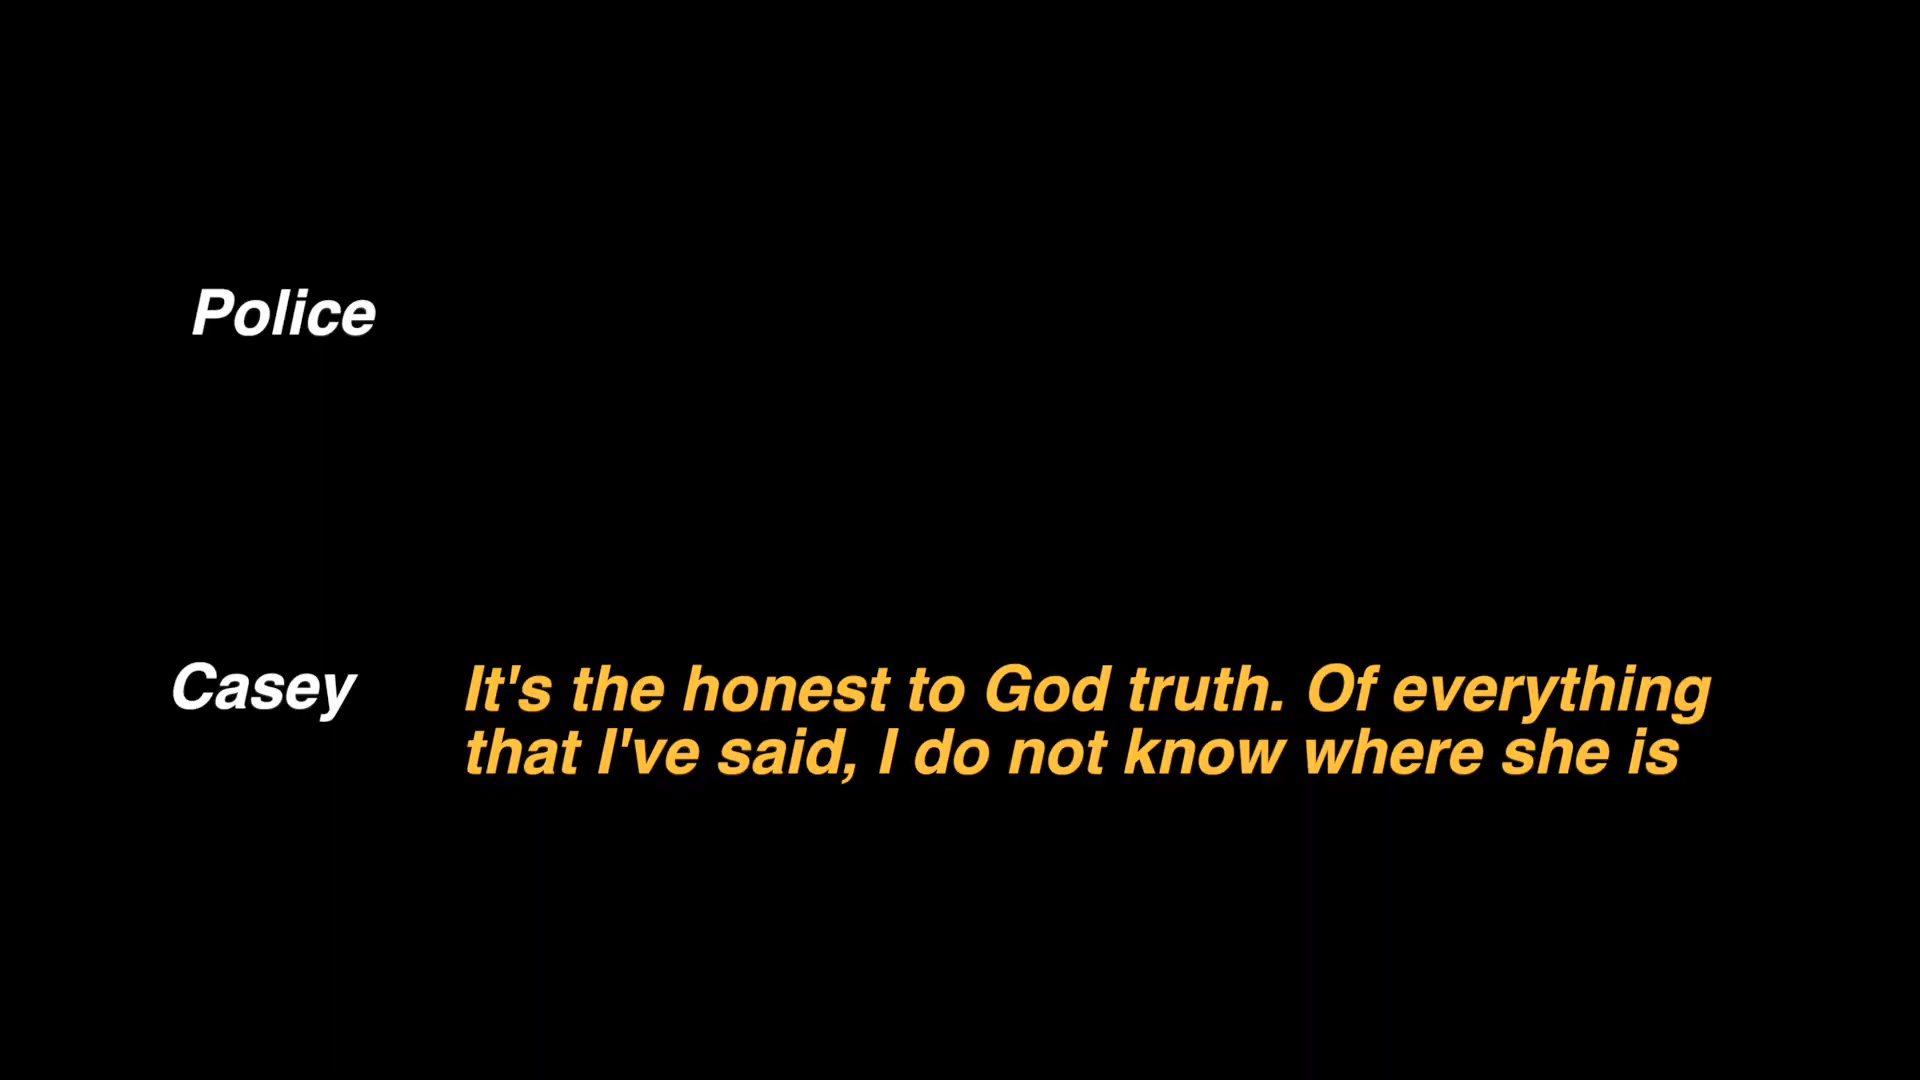 Police
Casey
It's the honest to God truth. Of everything
that I've said, I do not know where she is